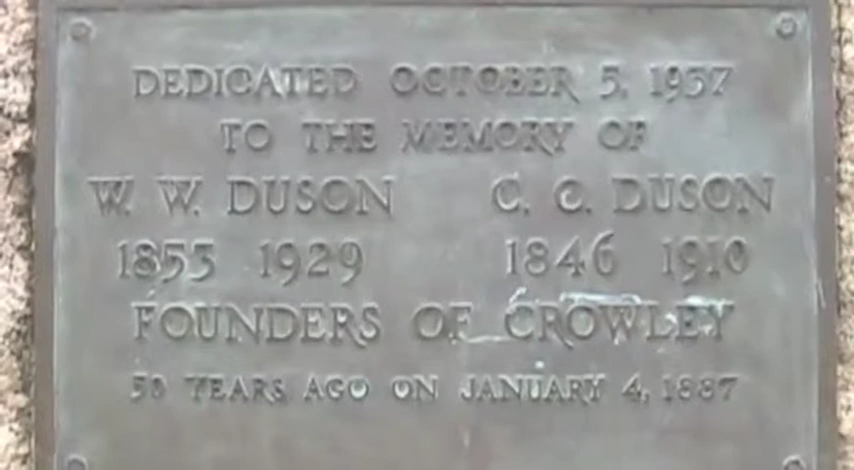 DEDICATED OCTOBER 5, 1937
TO THE MEMORY OF
W. W. DUSON C. C. DUSON
1853 1929 1846 1910
FOUNDERS OF CROWLEY
50 YEARS AGO ON JANUARY 4, 1887